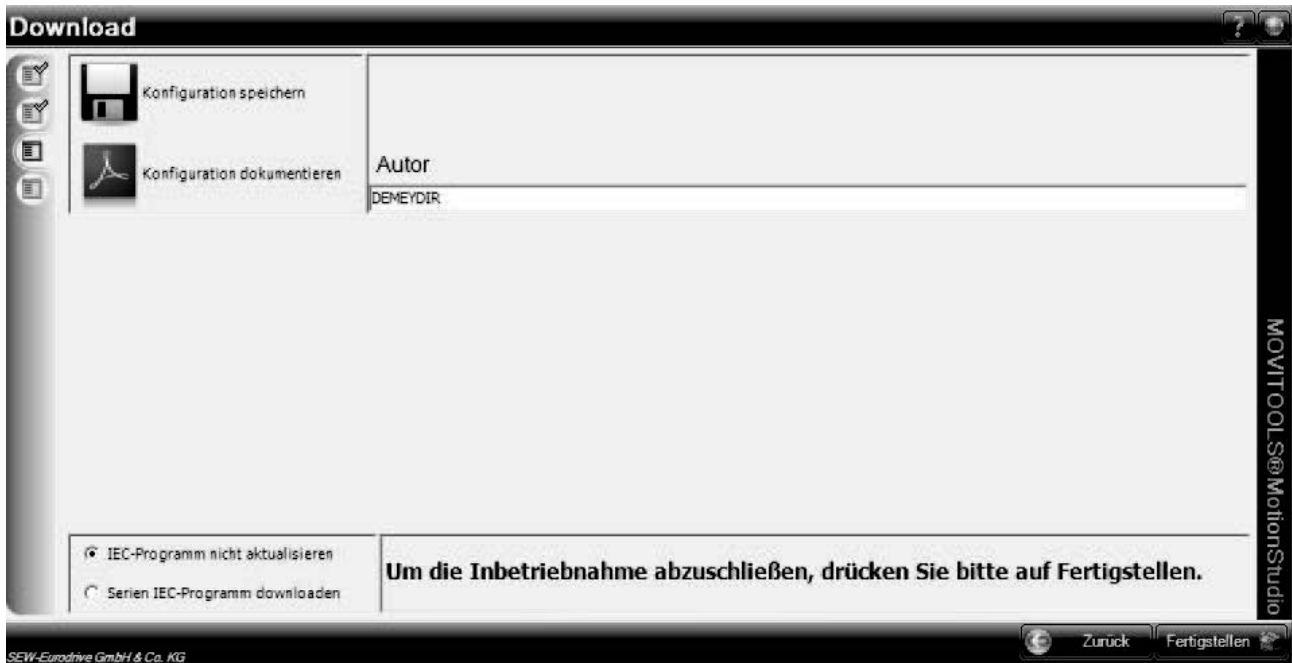 Download
?
Konfiguration speichern
Konfiguration dokumentieren
Autor
DEMEYDIR
IEC-Programm nicht aktualisieren
Serien IEC-Programm downloaden
Um die Inbetriebnahme abzuschließen, drücken Sie bitte auf Fertigstellen.
MOVITOOLS®MotionStudio
Zurück
Fertigstellen
SEW-Eurodrive GmbH & Co. KG